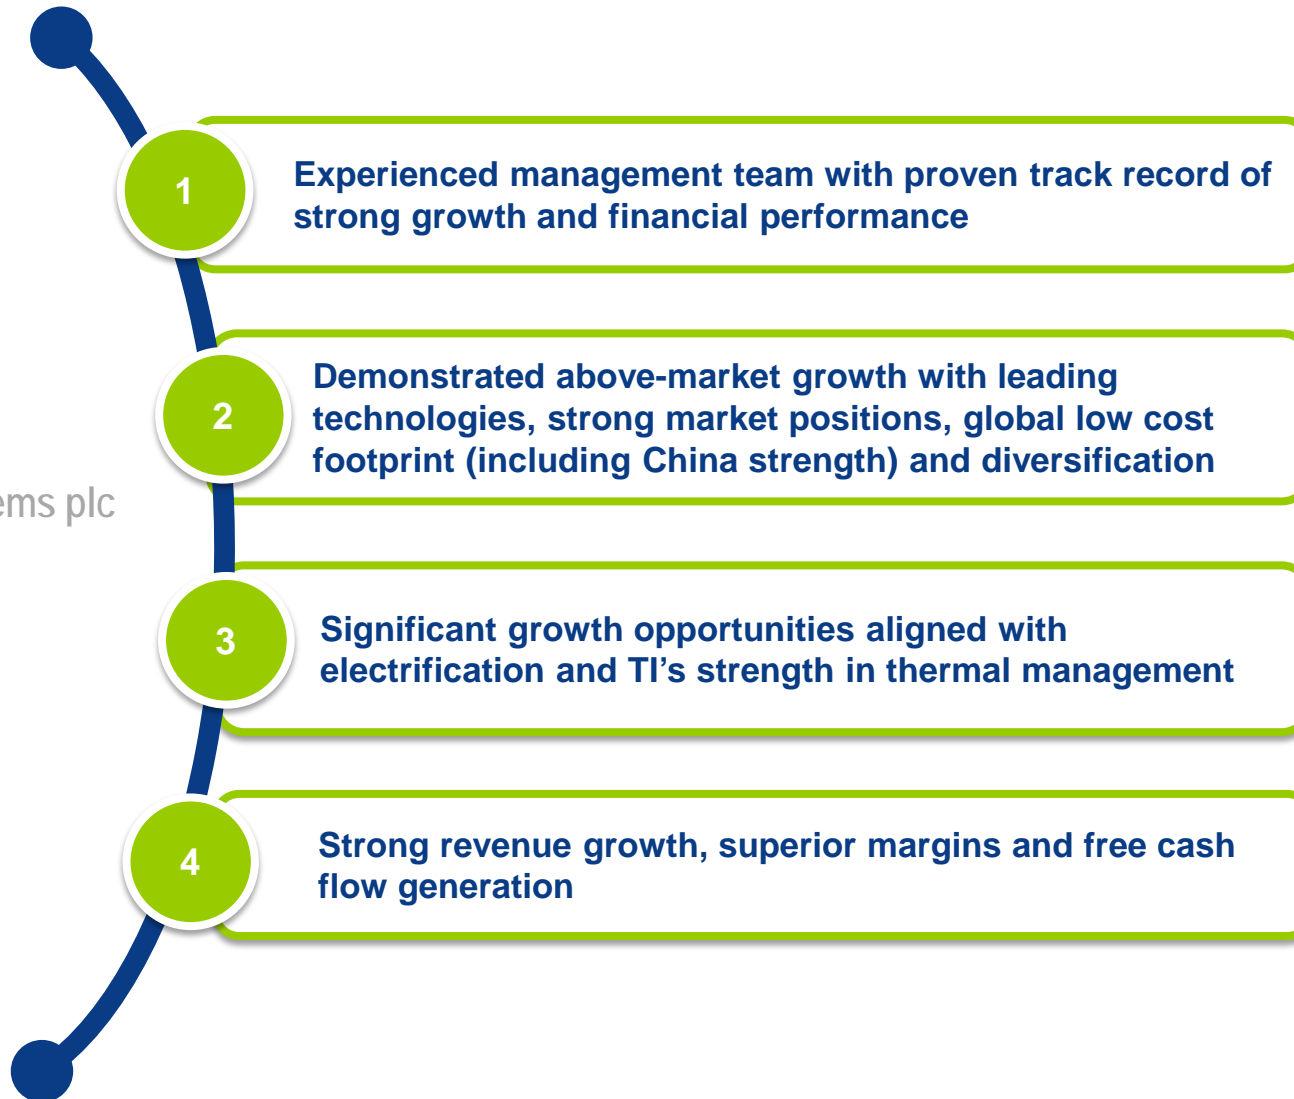 1
Experienced management team with proven track record of
strong growth and financial performance
2
Demonstrated above-market growth with leading
technologies, strong market positions, global low cost
footprint (including China strength) and diversification
ems plc
3
Significant growth opportunities aligned with
electrification and TI’s strength in thermal management
4
Strong revenue growth, superior margins and free cash
flow generation